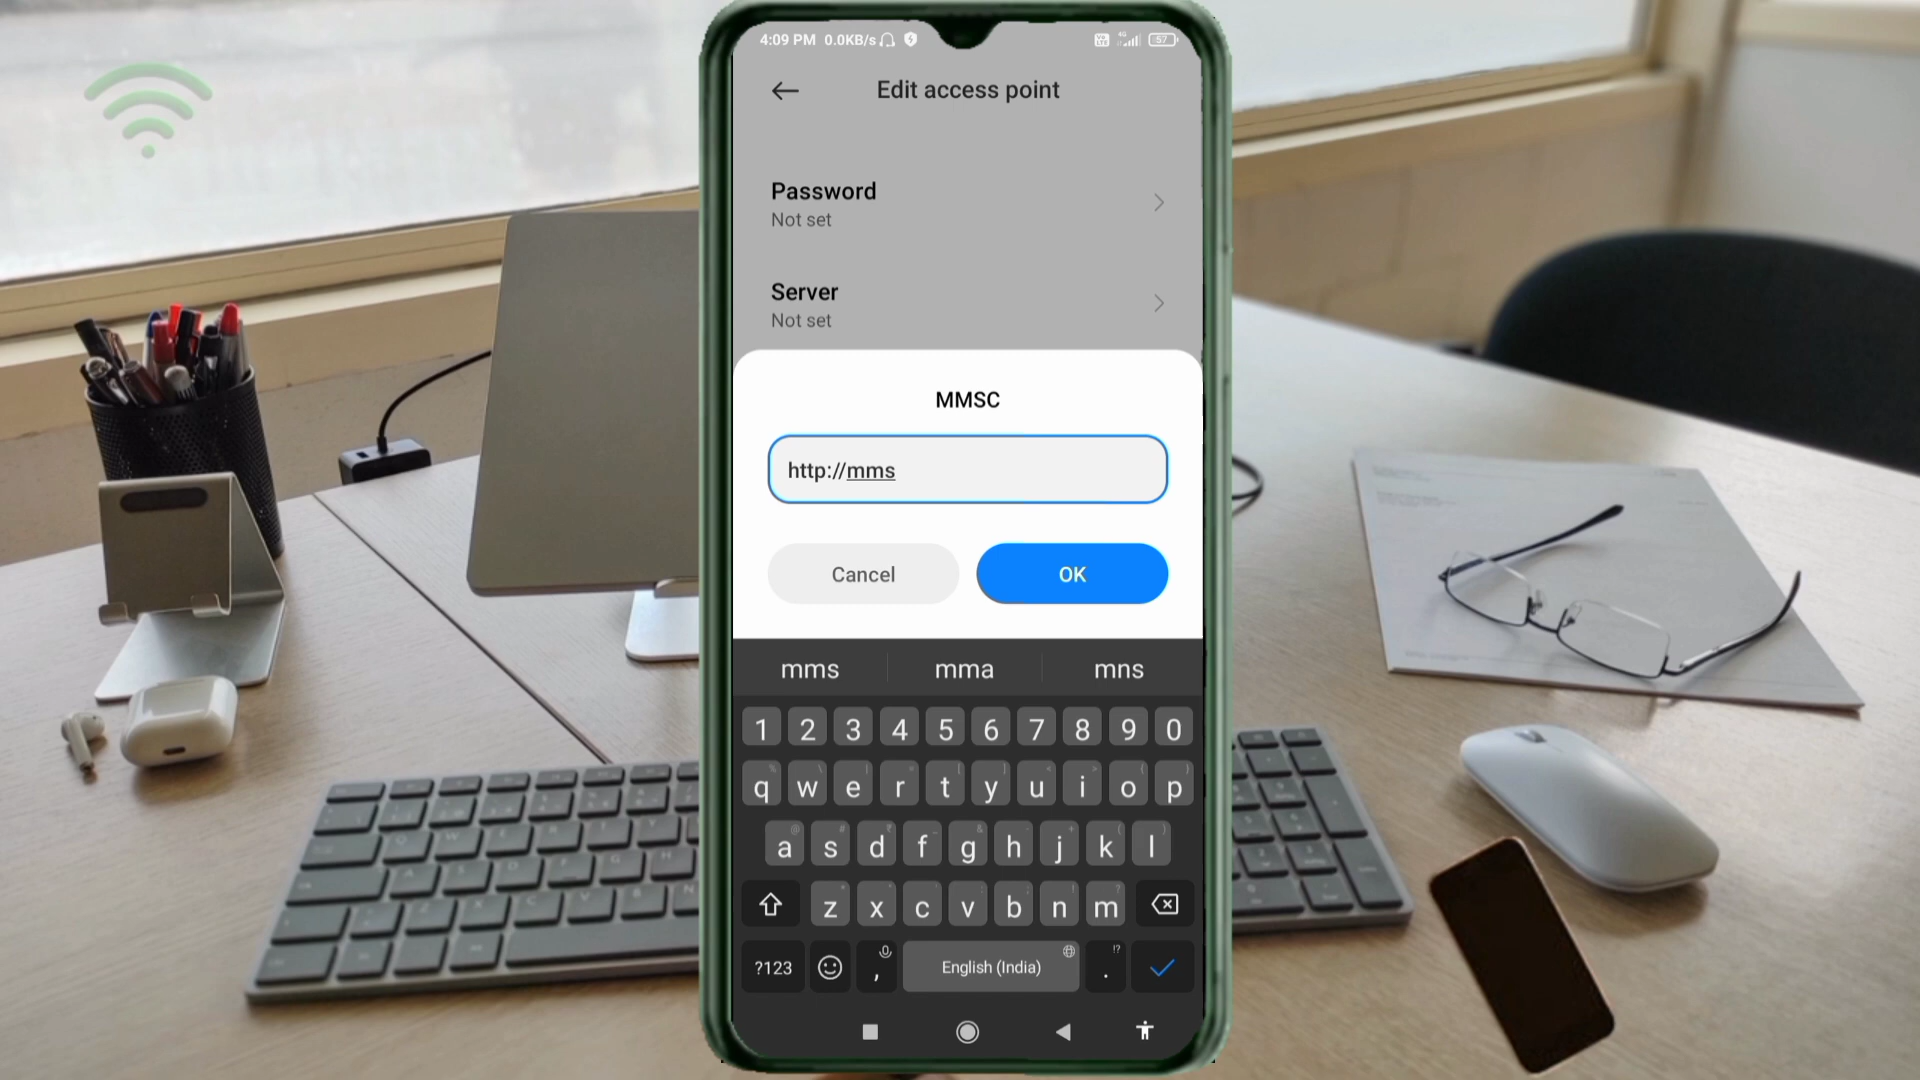 4:09 PM 0.0KB/s 57
Edit access point
Password
Not set
Server
Not set
MMSC
http://mms
Cancel OK
mms mma mns
1 2 3 4 5 6 7 8 9 0
q w e r t y u i o p
a s d f g h j k l
z x c v b n m
?123 , English (India) . !?